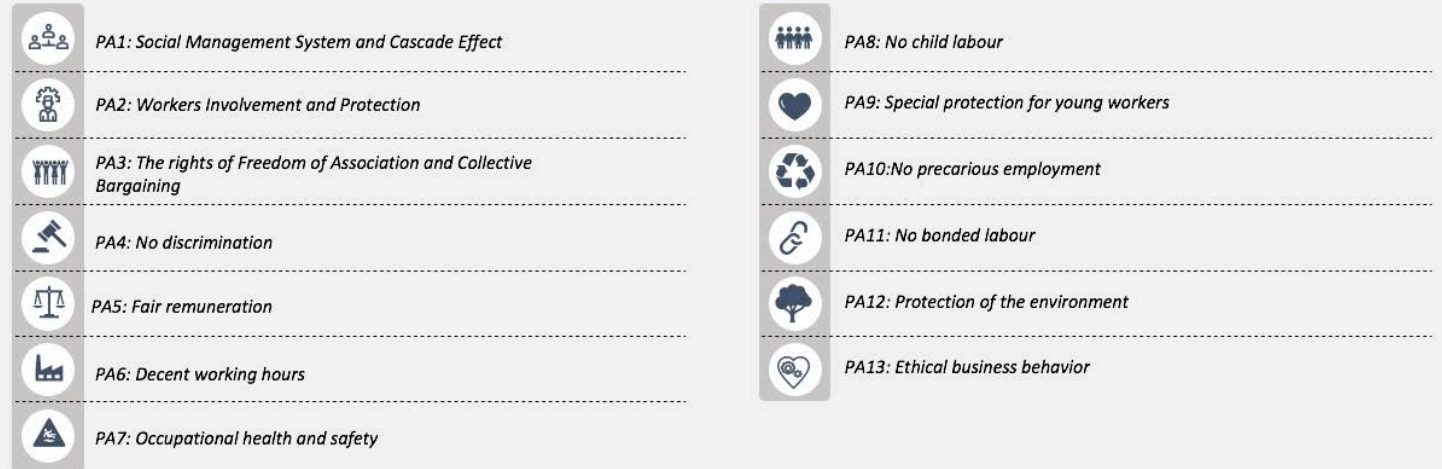 PA1: Social Management System and Cascade Effect
PA2: Workers Involvement and Protection
PA3: The rights of Freedom of Association and Collective
Bargaining
PA4: No discrimination
PA5: Fair remuneration
PA6: Decent working hours
PA7: Occupational health and safety
PA8: No child labour
PA9: Special protection for young workers
PA10:No precarious employment
PA11: No bonded labour
PA12: Protection of the environment
PA13: Ethical business behavior